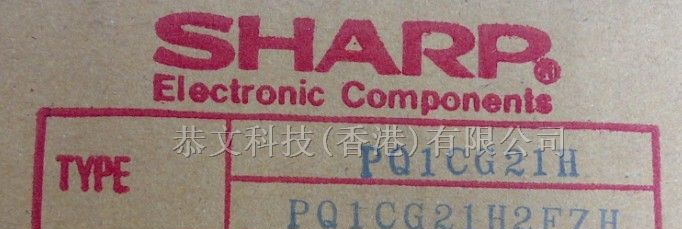 SHARP®
Electronic Components
恭文科技(香港)有限公司
TYPE PQ1CG21H
PQ1CG21H2FZH